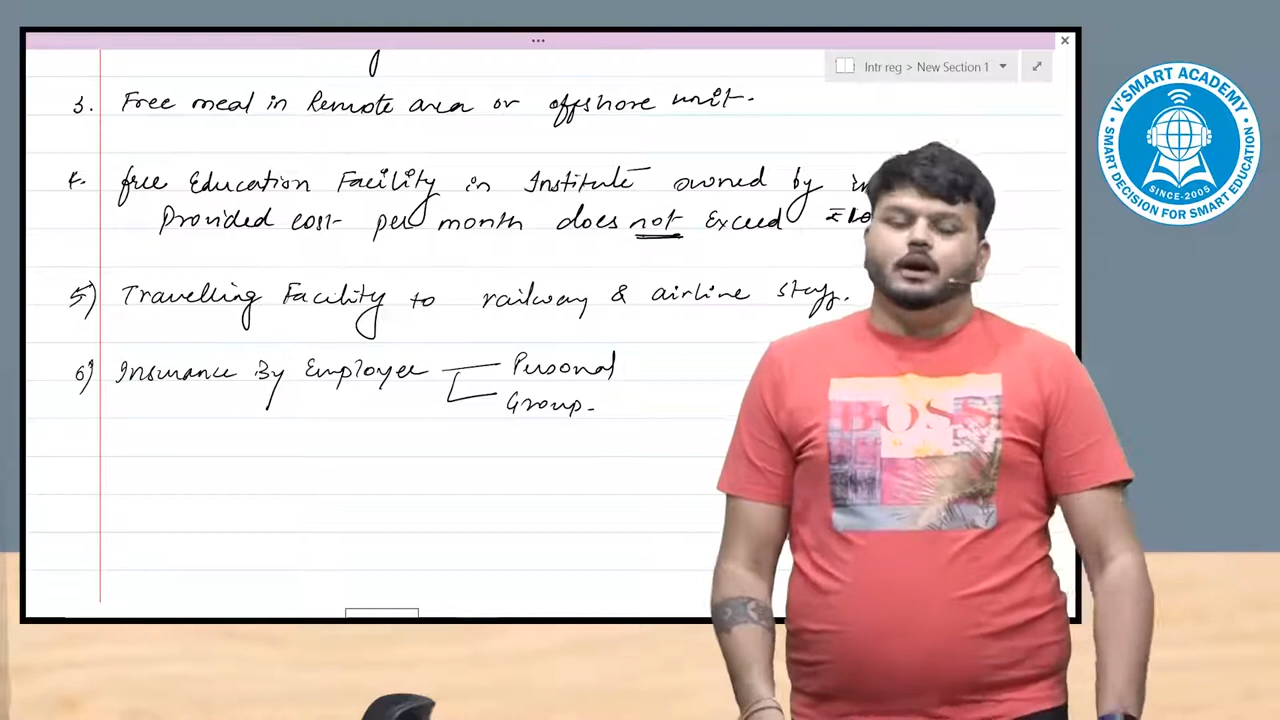 Intr reg > New Section 1
3. Free meal in Remote area or offshore unit.
4. free Education Facility in Institute owned by
Provided cost per month does not Exceed
5) Travelling Facility to railway & airline staff.
6) Insurance By Employee Personal
Group.
V'SMART ACADEMY
SMART DECISION FOR SMART EDUCATION
SINCE-2005
BOSS